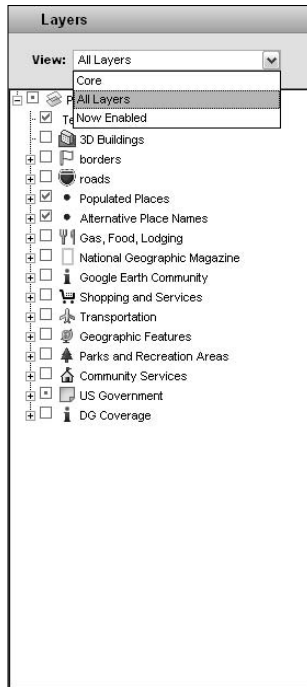 Layers
View: All Layers
Core
All Layers
Now Enabled
P
Te
3D Buildings
borders
roads
Populated Places
Alternative Place Names
Gas, Food, Lodging
National Geographic Magazine
Google Earth Community
Shopping and Services
Transportation
Geographic Features
Parks and Recreation Areas
Community Services
US Government
DG Coverage